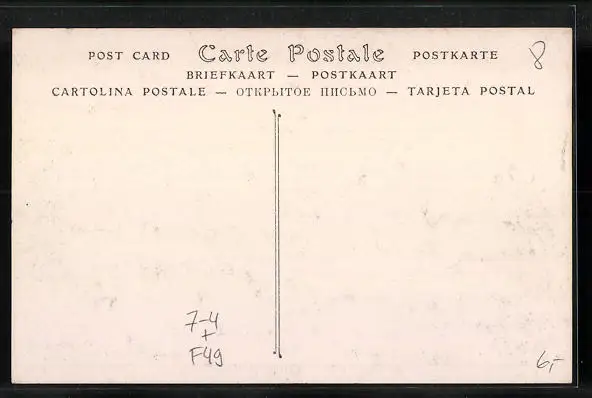 POST CARD Carte Postale POSTKARTE 8
BRIEFKAART — POSTKAART
CARTOLINA POSTALE — ОТКРЫТОЕ ПИСЬМО — TARJETA POSTAL
7-4
+
F49
6,-